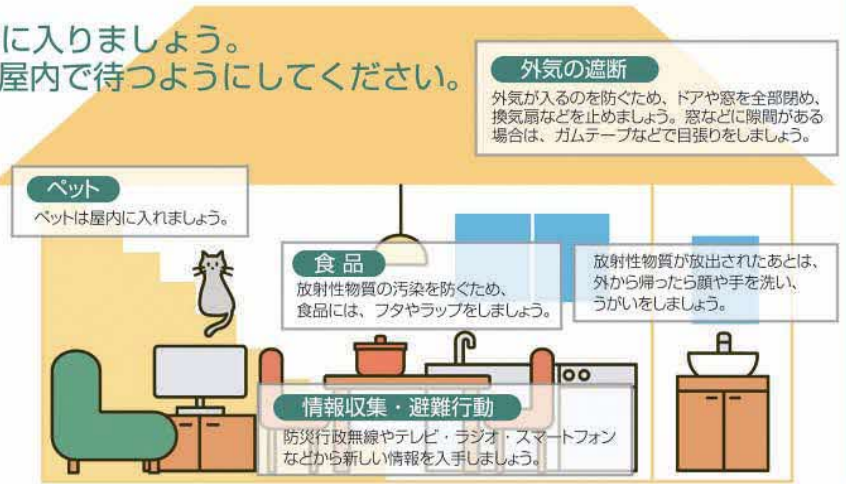 に入りましょう。
屋内で待つようにしてください。
外気の遮断
外気が入るのを防ぐため、ドアや窓を全部閉め、
換気扇などを止めましょう。窓などに隙間がある
場合は、ガムテープなどで目張りをしましょう。
ペット
ペットは屋内に入れましょう。
食品
放射性物質の汚染を防ぐため、
食品には、フタやラップをしましょう。
放射性物質が放出されたあとは、
外から帰ったら顔や手を洗い、
うがいをしましょう。
情報収集・避難行動
防災行政無線やテレビ・ラジオ・スマートフォン
などから新しい情報を入手しましょう。